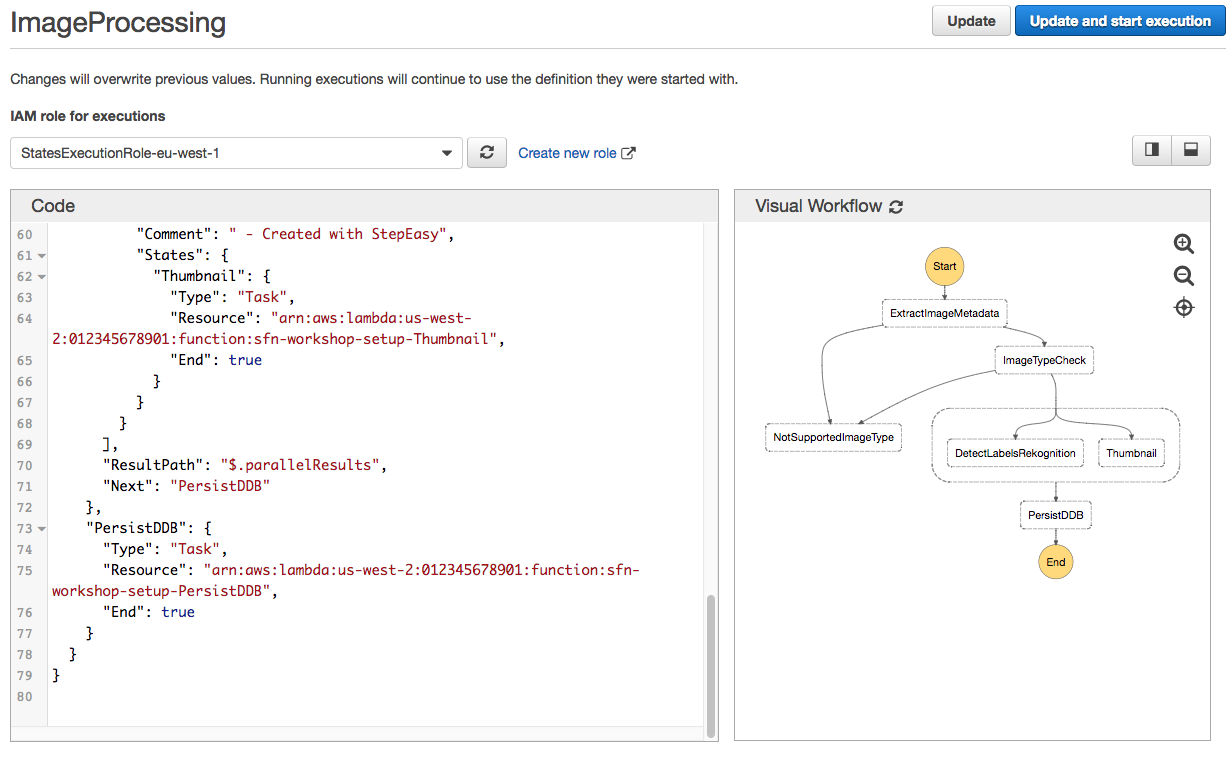 ImageProcessing
Update
Update and start execution
Changes will overwrite previous values. Running executions will continue to use the definition they were started with.
IAM role for executions
StatesExecutionRole-eu-west-1
Create new role
Code
60 "Comment": " - Created with StepEasy",
61 "States": {
62 "Thumbnail": {
63 "Type": "Task",
64 "Resource": "arn:aws:lambda:us-west-
2:012345678901:function:sfn-workshop-setup-Thumbnail",
65 "End": true
66 }
67 }
68 }
69 ],
70 "ResultPath": "$.parallelResults",
71 "Next": "PersistDDB"
72 },
73 "PersistDDB": {
74 "Type": "Task",
75 "Resource": "arn:aws:lambda:us-west-2:012345678901:function:sfn-
workshop-setup-PersistDDB",
76 "End": true
77 }
78 }
79 }
80
Visual Workflow
Start
ExtractImageMetadata
ImageTypeCheck
NotSupportedImageType
DetectLabelsRekognition
Thumbnail
PersistDDB
End